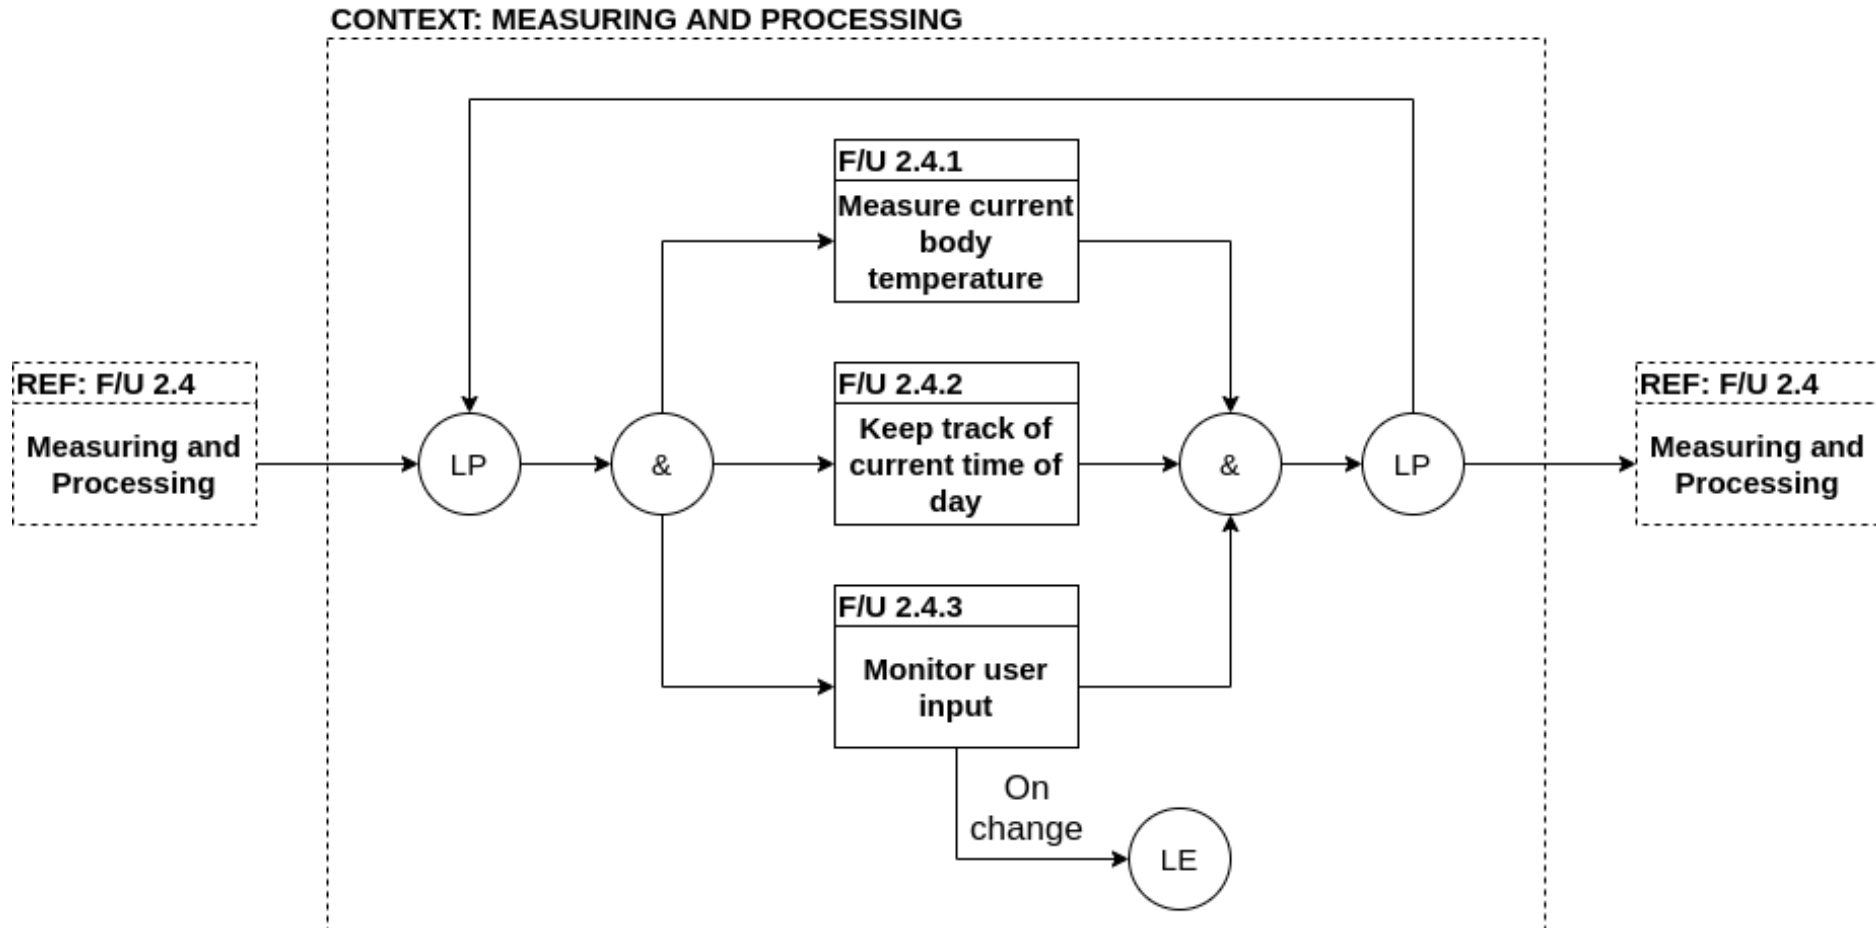 CONTEXT: MEASURING AND PROCESSING
F/U 2.4.1
Measure current
body
temperature
REF: F/U 2.4
Measuring and
Processing
LP
&
F/U 2.4.2
Keep track of
current time of
day
&
LP
REF: F/U 2.4
Measuring and
Processing
F/U 2.4.3
Monitor user
input
On
change
LE